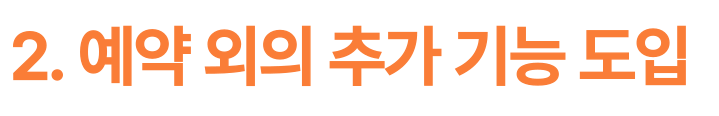 2. 예약 외의 추가 기능 도입